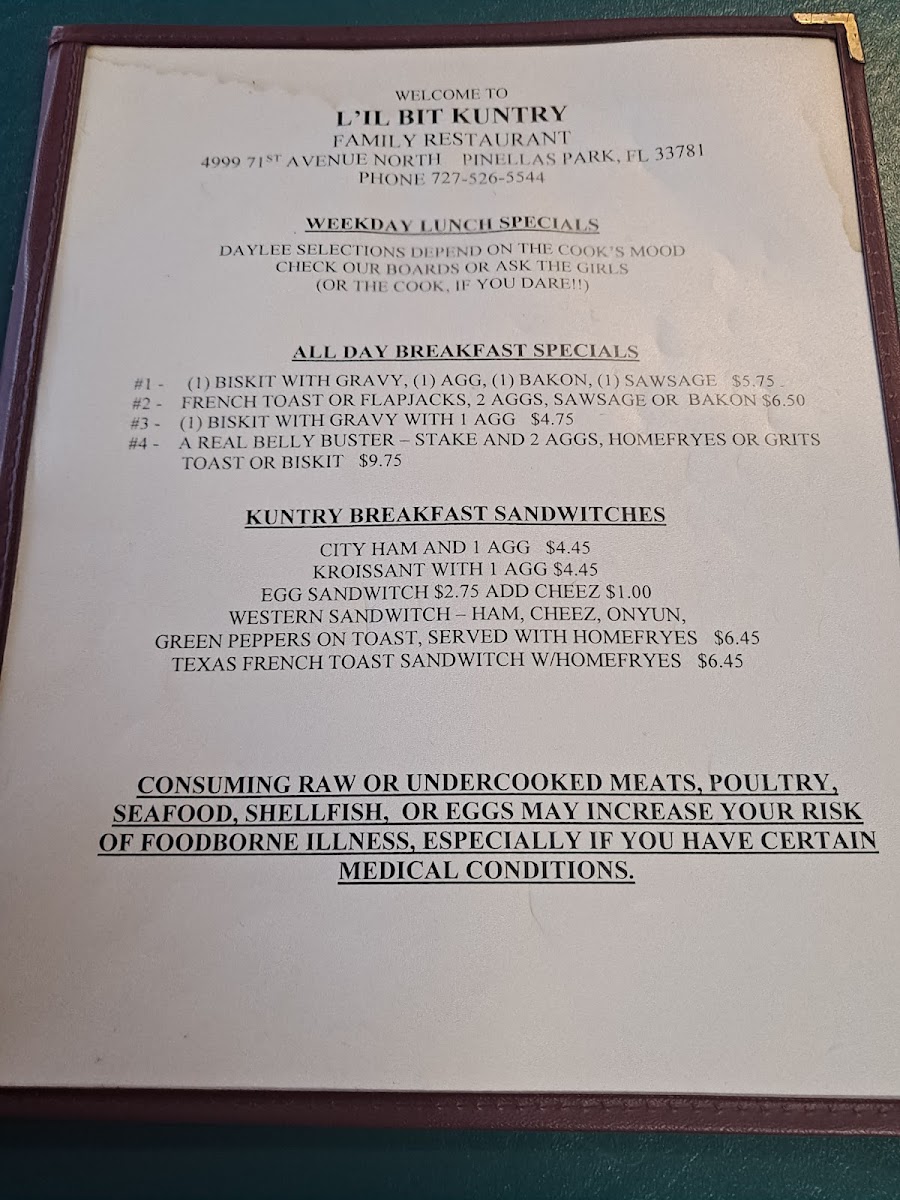 WELCOME TO
L'IL BIT KUNTRY
FAMILY RESTAURANT
4999 71ST AVENUE NORTH PINELLAS PARK, FL 33781
PHONE 727-526-5544
WEEKDAY LUNCH SPECIALS
DAYLEE SELECTIONS DEPEND ON THE COOK'S MOOD
CHECK OUR BOARDS OR ASK THE GIRLS
(OR THE COOK, IF YOU DARE!!)
ALL DAY BREAKFAST SPECIALS
#1 - (1) BISKIT WITH GRAVY, (1) AGG, (1) BAKON, (1) SAWSAGE $5.75
#2 - FRENCH TOAST OR FLAPJACKS, 2 AGGS, SAWSAGE OR BAKON $6.50
#3 - (1) BISKIT WITH GRAVY WITH 1 AGG $4.75
#4 - A REAL BELLY BUSTER – STAKE AND 2 AGGS, HOMEFRYES OR GRITS
TOAST OR BISKIT $9.75
KUNTRY BREAKFAST SANDWITCHES
CITY HAM AND 1 AGG $4.45
KROISSANT WITH 1 AGG $4.45
EGG SANDWITCH $2.75 ADD CHEEZ $1.00
WESTERN SANDWITCH – HAM, CHEEZ, ONYUN,
GREEN PEPPERS ON TOAST, SERVED WITH HOMEFRYES $6.45
TEXAS FRENCH TOAST SANDWITCH W/HOMEFRYES $6.45
CONSUMING RAW OR UNDERCOOKED MEATS, POULTRY,
SEAFOOD, SHELLFISH, OR EGGS MAY INCREASE YOUR RISK
OF FOODBORNE ILLNESS, ESPECIALLY IF YOU HAVE CERTAIN
MEDICAL CONDITIONS.